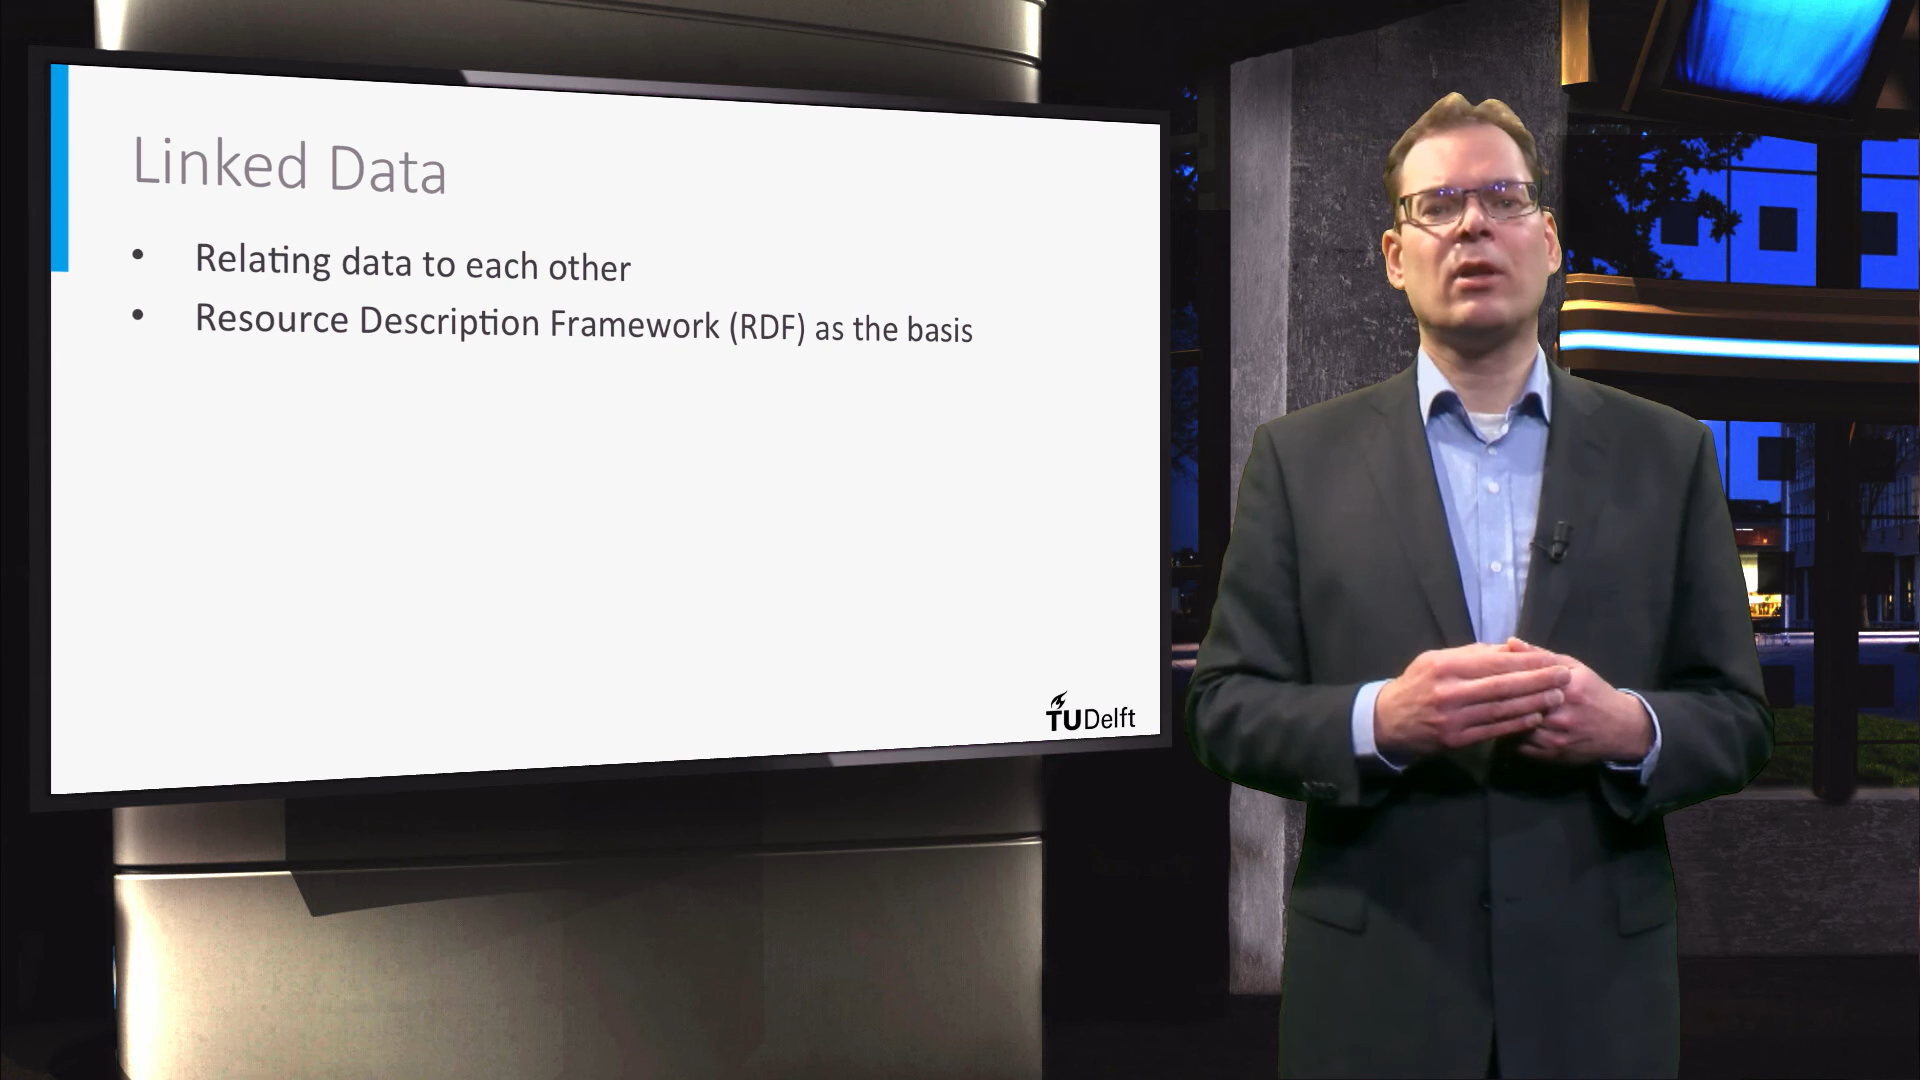 Linked Data
• Relating data to each other
• Resource Description Framework (RDF) as the basis
TUDelft